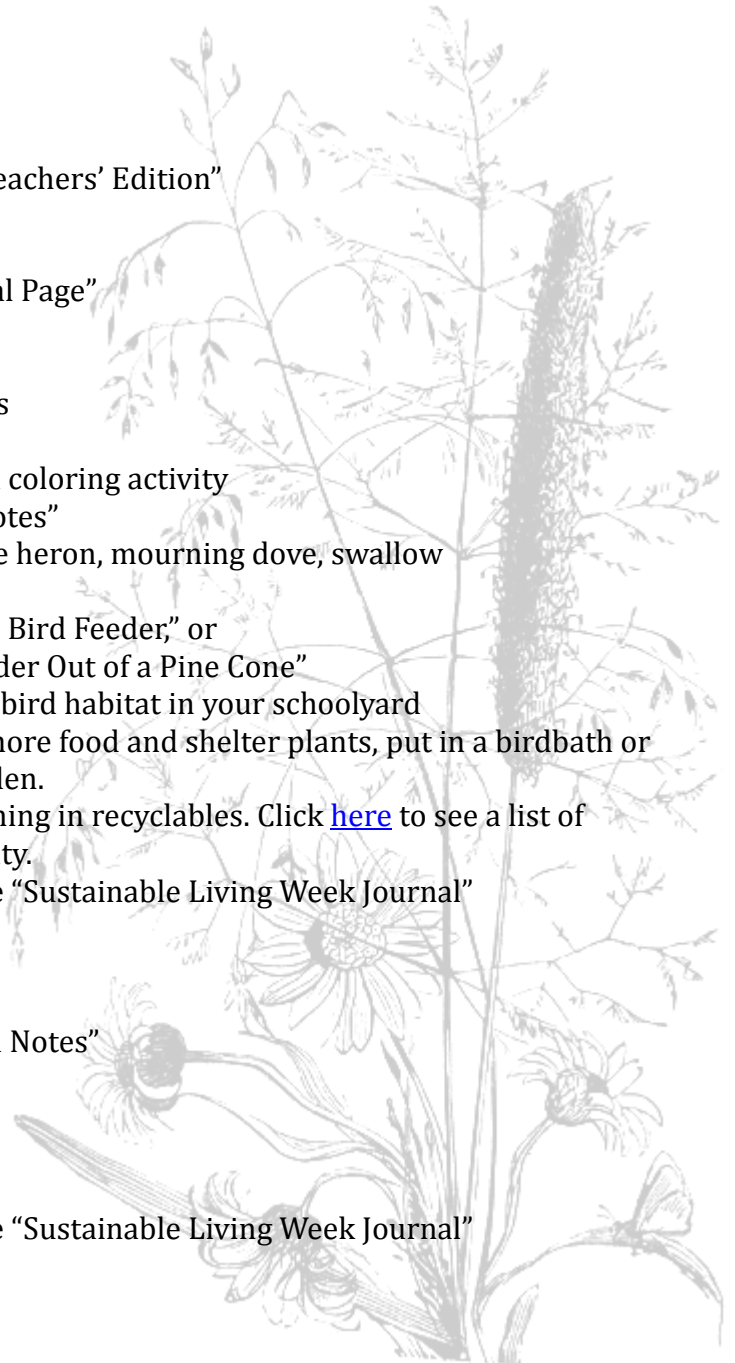 eachers’ Edition”
al Page”
s
coloring activity
otes”
e heron, mourning dove, swallow
Bird Feeder,” or
der Out of a Pine Cone”
bird habitat in your schoolyard
more food and shelter plants, put in a birdbath or
den.
ning in recyclables. Click here to see a list of
ty.
e “Sustainable Living Week Journal”
Notes”
e “Sustainable Living Week Journal”